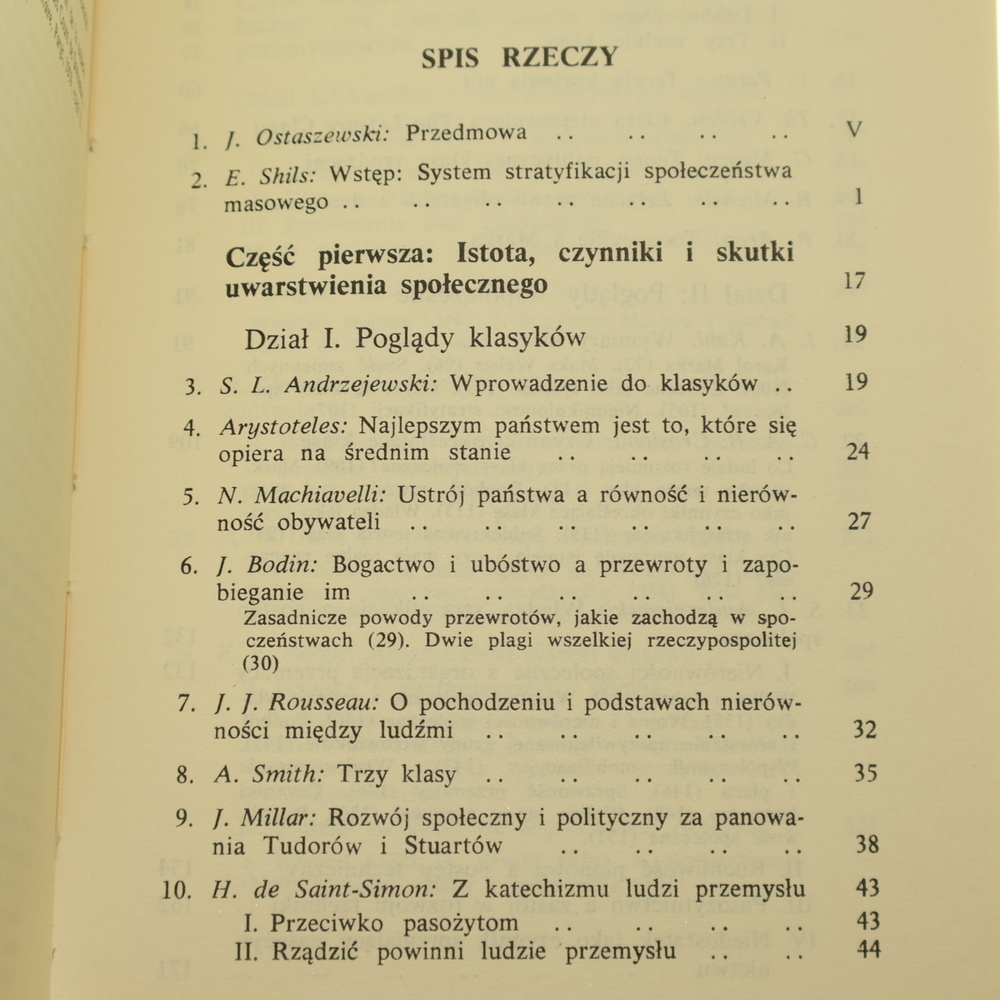 SPIS RZECZY
1. J. Ostaszewski: Przedmowa .. .. .. .. V
2. E. Shils: Wstęp: System stratyfikacji społeczeństwa
masowego .. .. .. .. .. .. .. 1
Część pierwsza: Istota, czynniki i skutki
uwarstwienia społecznego 17
Dział I. Poglądy klasyków 19
3. S. L. Andrzejewski: Wprowadzenie do klasyków .. 19
4. Arystoteles: Najlepszym państwem jest to, które się
opiera na średnim stanie .. .. .. .. 24
5. N. Machiavelli: Ustrój państwa a równość i nierów-
ność obywateli .. .. .. .. .. .. 27
6. J. Bodin: Bogactwo i ubóstwo a przewroty i zapo-
bieganie im .. .. .. .. .. .. 29
Zasadnicze powody przewrotów, jakie zachodzą w spo-
czeństwach (29). Dwie plagi wszelkiej rzeczypospolitej
(30)
7. J. J. Rousseau: O pochodzeniu i podstawach nierów-
ności między ludźmi .. .. .. .. .. 32
8. A. Smith: Trzy klasy .. .. .. .. .. 35
9. J. Millar: Rozwój społeczny i polityczny za panowa-
nia Tudorów i Stuartów .. .. .. .. 38
10. H. de Saint-Simon: Z katechizmu ludzi przemysłu 43
I. Przeciwko pasożytom .. .. .. .. 43
II. Rządzić powinni ludzie przemysłu .. .. 44